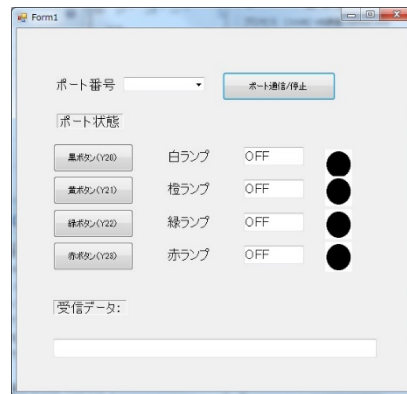 Form1
ポート番号 ポート通信/停止
ポート状態
黒ボタン(Y20) 白ランプ OFF
黄ボタン(Y21) 橙ランプ OFF
緑ボタン(Y22) 緑ランプ OFF
赤ボタン(Y23) 赤ランプ OFF
受信データ: